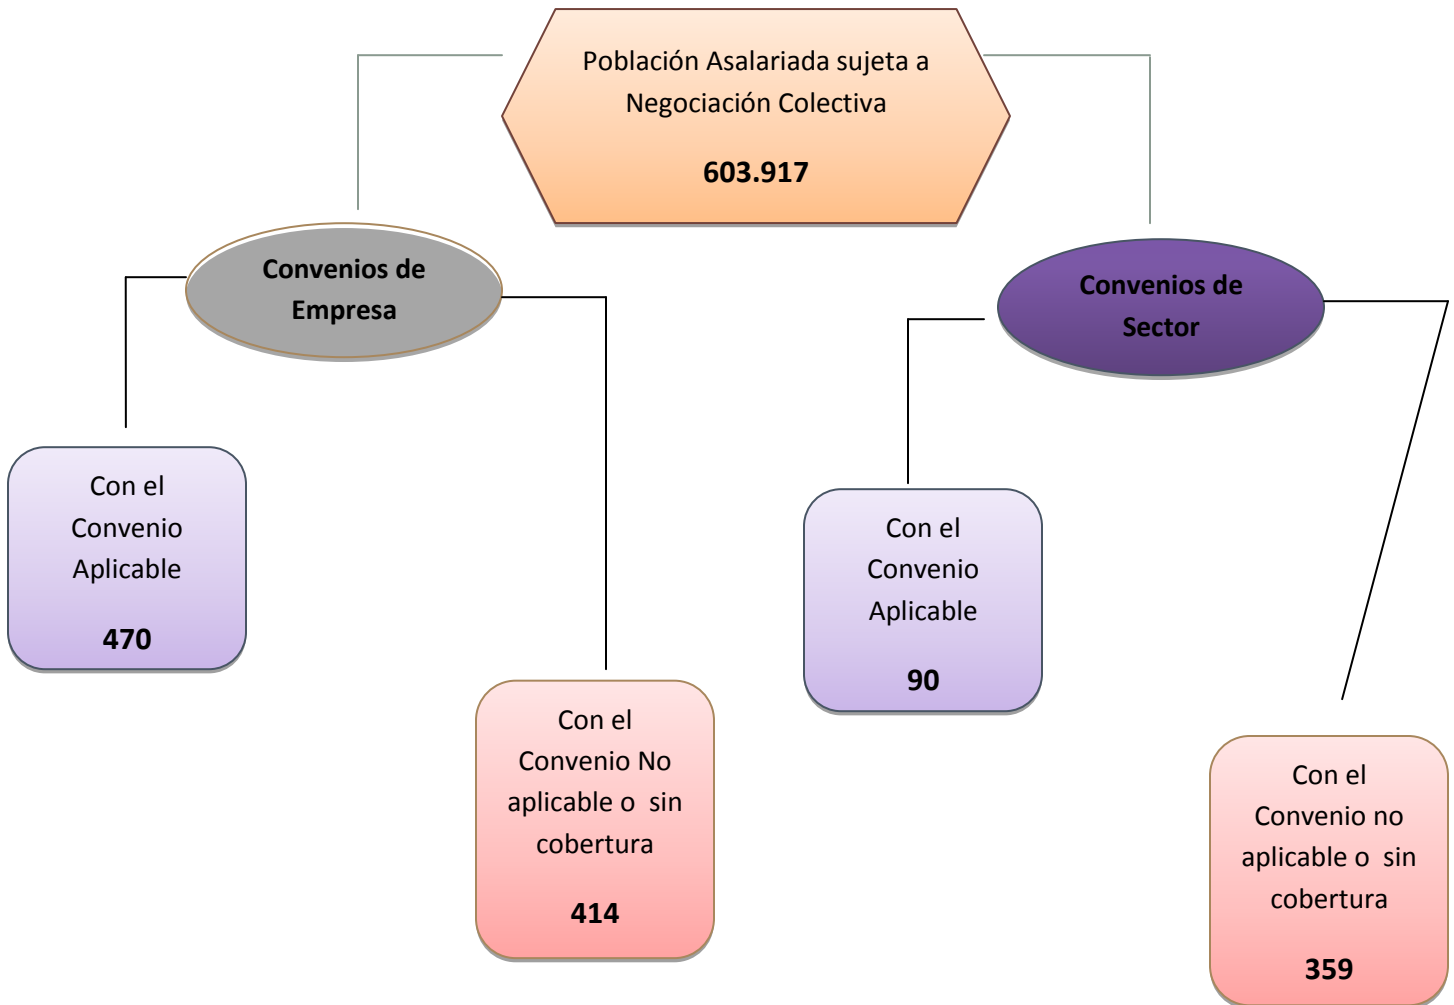 Población Asalariada sujeta a
Negociación Colectiva
603.917
Convenios de
Empresa
Convenios de
Sector
Con el
Convenio
Aplicable
470
Con el
Convenio
Aplicable
90
Con el
Convenio No
aplicable o  sin
cobertura
414
Con el
Convenio no
aplicable o  sin
cobertura
359